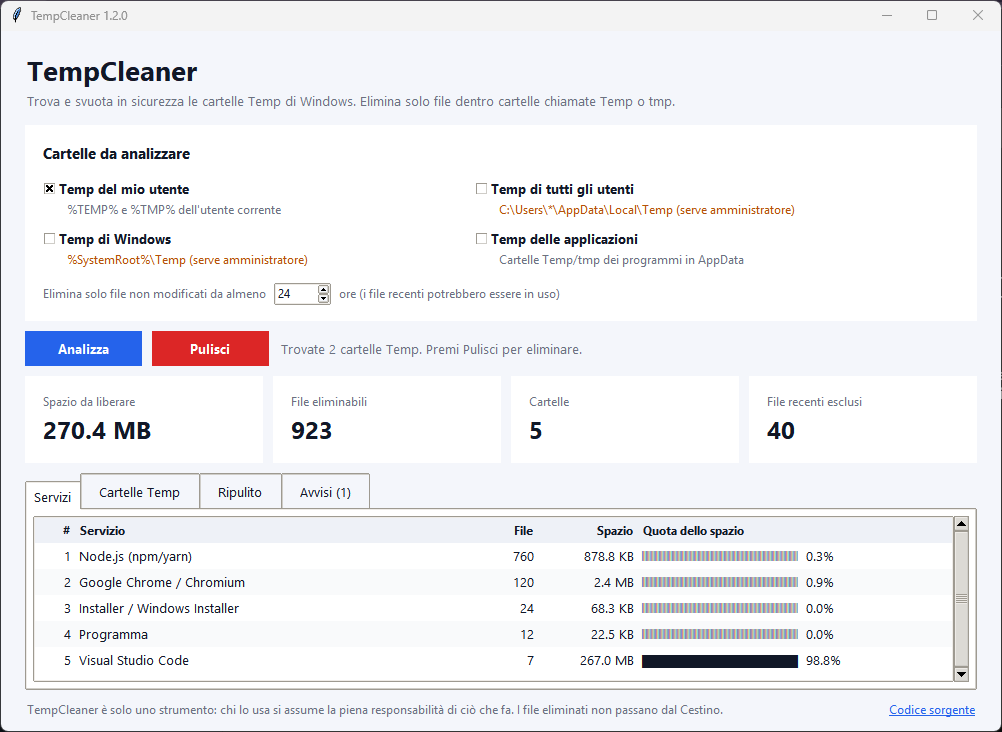 TempCleaner 1.2.0
TempCleaner
Trova e svuota in sicurezza le cartelle Temp di Windows. Elimina solo file dentro cartelle chiamate Temp o tmp.
Cartelle da analizzare
Temp del mio utente
%TEMP% e %TMP% dell'utente corrente
Temp di tutti gli utenti
C:\Users\*\AppData\Local\Temp (serve amministratore)
Temp di Windows
%SystemRoot%\Temp (serve amministratore)
Temp delle applicazioni
Cartelle Temp/tmp dei programmi in AppData
Elimina solo file non modificati da almeno 24 ore (i file recenti potrebbero essere in uso)
Analizza Pulisci Trovate 2 cartelle Temp. Premi Pulisci per eliminare.
Spazio da liberare
270.4 MB
File eliminabili
923
Cartelle
5
File recenti esclusi
40
Servizi Cartelle Temp Ripulito Avvisi (1)
# Servizio File Spazio Quota dello spazio
1 Node.js (npm/yarn) 760 878.8 KB 0.3%
2 Google Chrome / Chromium 120 2.4 MB 0.9%
3 Installer / Windows Installer 24 68.3 KB 0.0%
4 Programma 12 22.5 KB 0.0%
5 Visual Studio Code 7 267.0 MB 98.8%
TempCleaner è solo uno strumento: chi lo usa si assume la piena responsabilità di ciò che fa. I file eliminati non passano dal Cestino. Codice sorgente